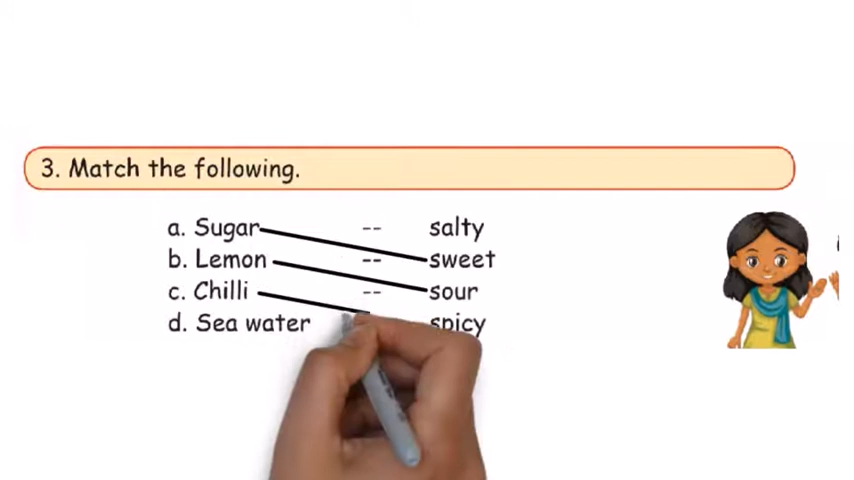 3. Match the following.
a. Sugar -- salty
b. Lemon -- sweet
c. Chilli -- sour
d. Sea water spicy